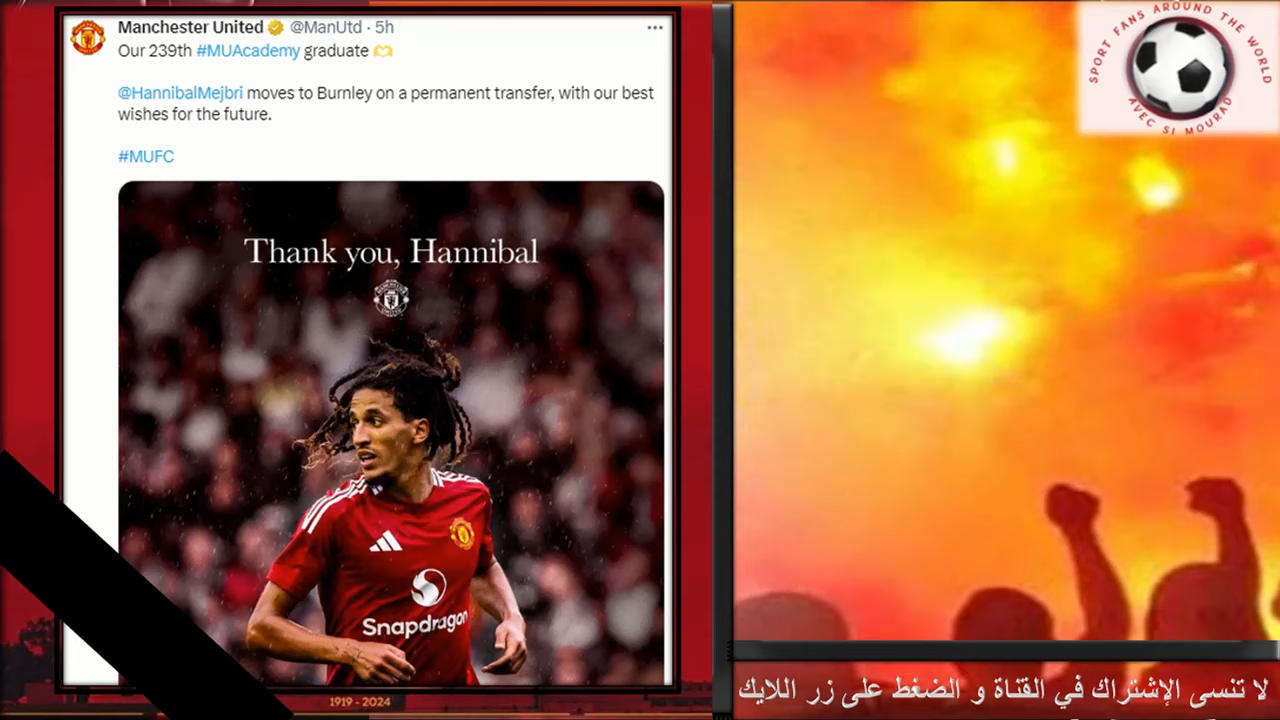 Manchester United @ManUtd · 5h
Our 239th #MUAcademy graduate
@HannibalMejbri moves to Burnley on a permanent transfer, with our best
wishes for the future.
#MUFC
Thank you, Hannibal
MANCHESTER
UNITED
Snapdragon
1919 - 2024
SPORT FANS AROUND THE WORLD
AVEC SI MOURAD
لا تنسى الإشتراك في القناة و الضغط على زر اللايك